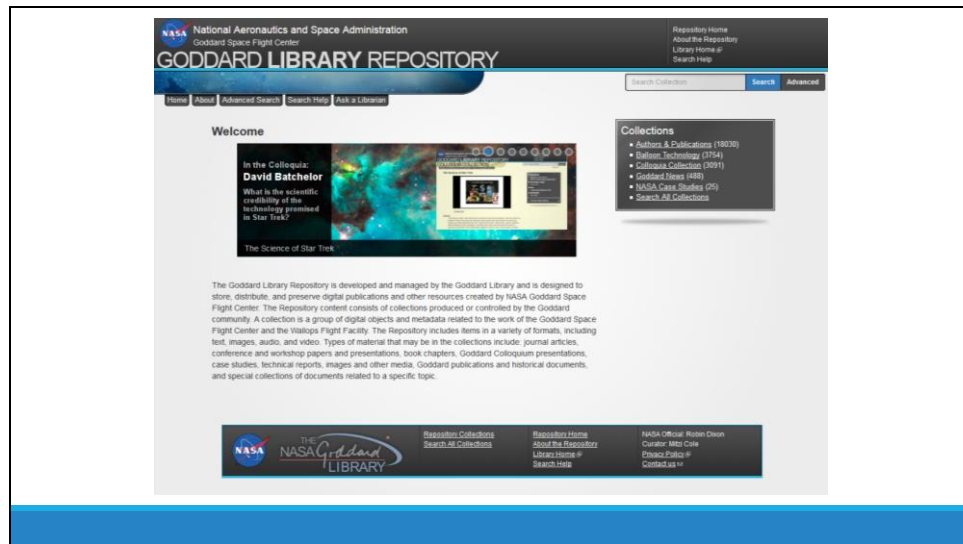 NASA
National Aeronautics and Space Administration
Goddard Space Flight Center
GODDARD LIBRARY REPOSITORY
Repository Home
About the Repository
Library Home
Search Help
Search Collection
Search
Advanced
Home
About
Advanced Search
Search Help
Ask a Librarian
Welcome
In the Colloquia:
David Batchelor
What is the scientific
credibility of the
technology promised
in Star Trek?
The Science of Star Trek
Collections
Authors & Publications (18030)
Balloon Technology (3754)
Colloquia Collection (3091)
Goddard News (488)
NASA Case Studies (25)
Search All Collections
The Goddard Library Repository is developed and managed by the Goddard Library and is designed to
store, distribute, and preserve digital publications and other resources created by NASA Goddard Space
Flight Center. The Repository content consists of collections produced or controlled by the Goddard
community. A collection is a group of digital objects and metadata related to the work of the Goddard Space
Flight Center and the Wallops Flight Facility. The Repository includes items in a variety of formats, including
text, images, audio, and video. Types of material that may be in the collections include: journal articles,
conference and workshop papers and presentations, book chapters, Goddard Colloquium presentations,
case studies, technical reports, images and other media, Goddard publications and historical documents,
and special collections of documents related to a specific topic.
NASA
THE
NASA Goddard
LIBRARY
Repository Collections
Search All Collections
Repository Home
About the Repository
Library Home
Search Help
NASA Official: Robin Dixon
Curator: Mitzi Cole
Privacy Policy
Contact us